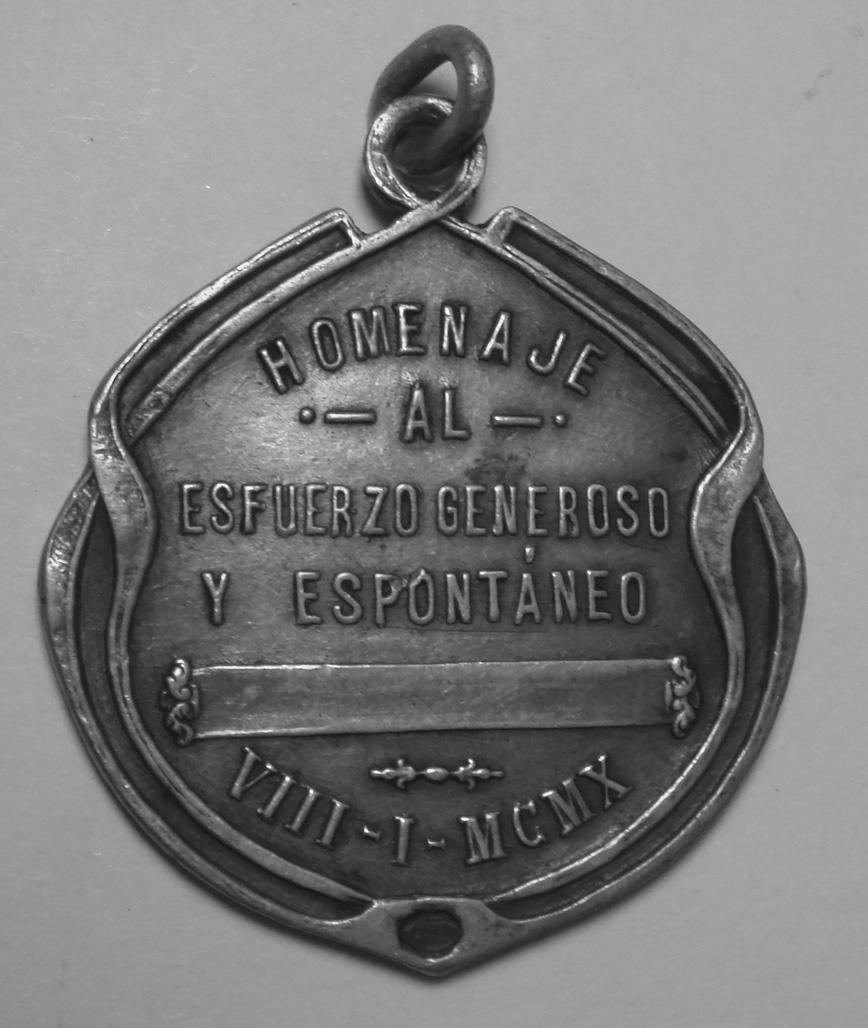 HOMENAJE
·— AL —·
ESFUERZO GENEROSO
Y ESPONTÁNEO
VIII - I - MCMX